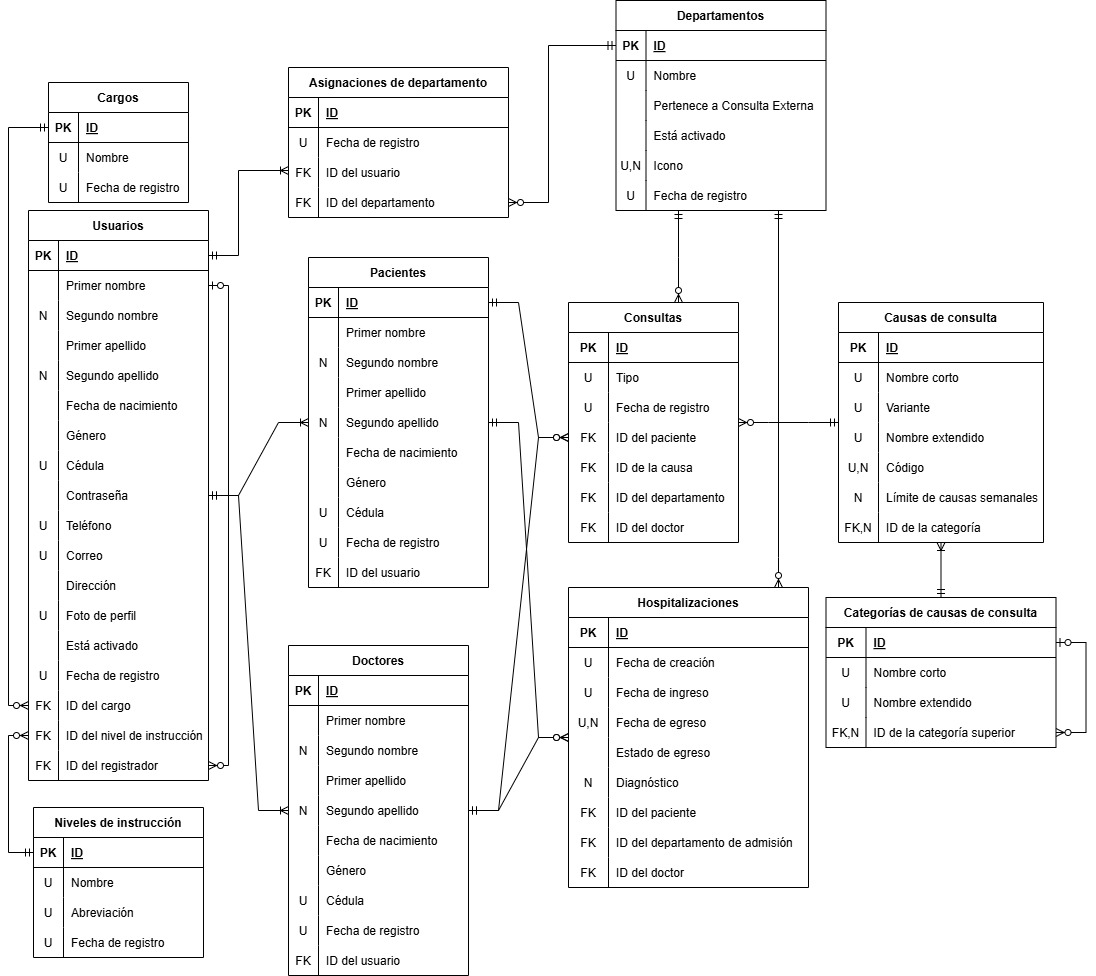 Departamentos
PK ID
U Nombre
Pertenece a Consulta Externa
Está activado
U,N Icono
U Fecha de registro
Asignaciones de departamento
PK ID
U Fecha de registro
FK ID del usuario
FK ID del departamento
Cargos
PK ID
U Nombre
U Fecha de registro
Usuarios
PK ID
Primer nombre
N Segundo nombre
Primer apellido
N Segundo apellido
Fecha de nacimiento
Género
U Cédula
Contraseña
U Teléfono
U Correo
Dirección
U Foto de perfil
Está activado
U Fecha de registro
FK ID del cargo
FK ID del nivel de instrucción
FK ID del registrador
Pacientes
PK ID
Primer nombre
N Segundo nombre
Primer apellido
N Segundo apellido
Fecha de nacimiento
Género
U Cédula
U Fecha de registro
FK ID del usuario
Consultas
PK ID
U Tipo
U Fecha de registro
FK ID del paciente
FK ID de la causa
FK ID del departamento
FK ID del doctor
Causas de consulta
PK ID
U Nombre corto
U Variante
U Nombre extendido
U,N Código
N Límite de causas semanales
FK,N ID de la categoría
Hospitalizaciones
PK ID
U Fecha de creación
U Fecha de ingreso
U,N Fecha de egreso
Estado de egreso
N Diagnóstico
FK ID del paciente
FK ID del departamento de admisión
FK ID del doctor
Categorías de causas de consulta
PK ID
U Nombre corto
U Nombre extendido
FK,N ID de la categoría superior
Doctores
PK ID
Primer nombre
N Segundo nombre
Primer apellido
N Segundo apellido
Fecha de nacimiento
Género
U Cédula
U Fecha de registro
FK ID del usuario
Niveles de instrucción
PK ID
U Nombre
U Abreviación
U Fecha de registro